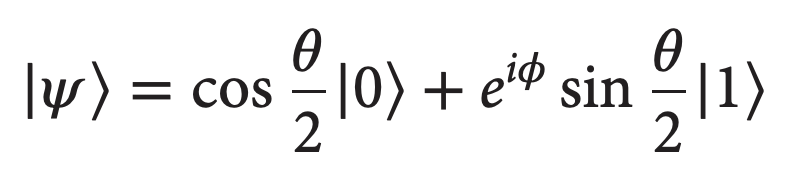 |ψ⟩ = cos θ/2 |0⟩ + e^{iϕ} sin θ/2 |1⟩